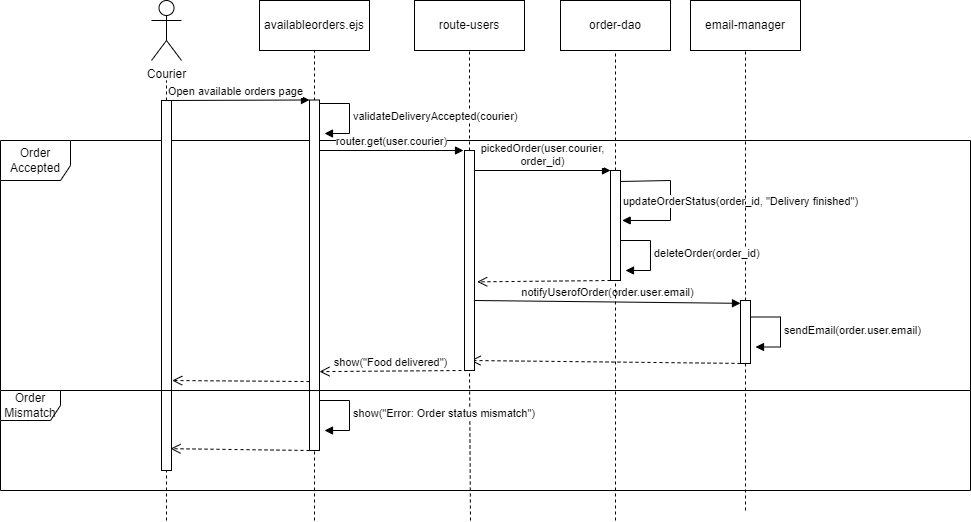 availableorders.ejs
route-users
order-dao
email-manager
Courier
Open available orders page
validateDeliveryAccepted(courier)
Order
Accepted
router.get(user.courier)
pickedOrder(user.courier,
order_id)
updateOrderStatus(order_id, "Delivery finished")
deleteOrder(order_id)
notifyUserofOrder(order.user.email)
sendEmail(order.user.email)
show("Food delivered")
Order
Mismatch
show("Error: Order status mismatch")